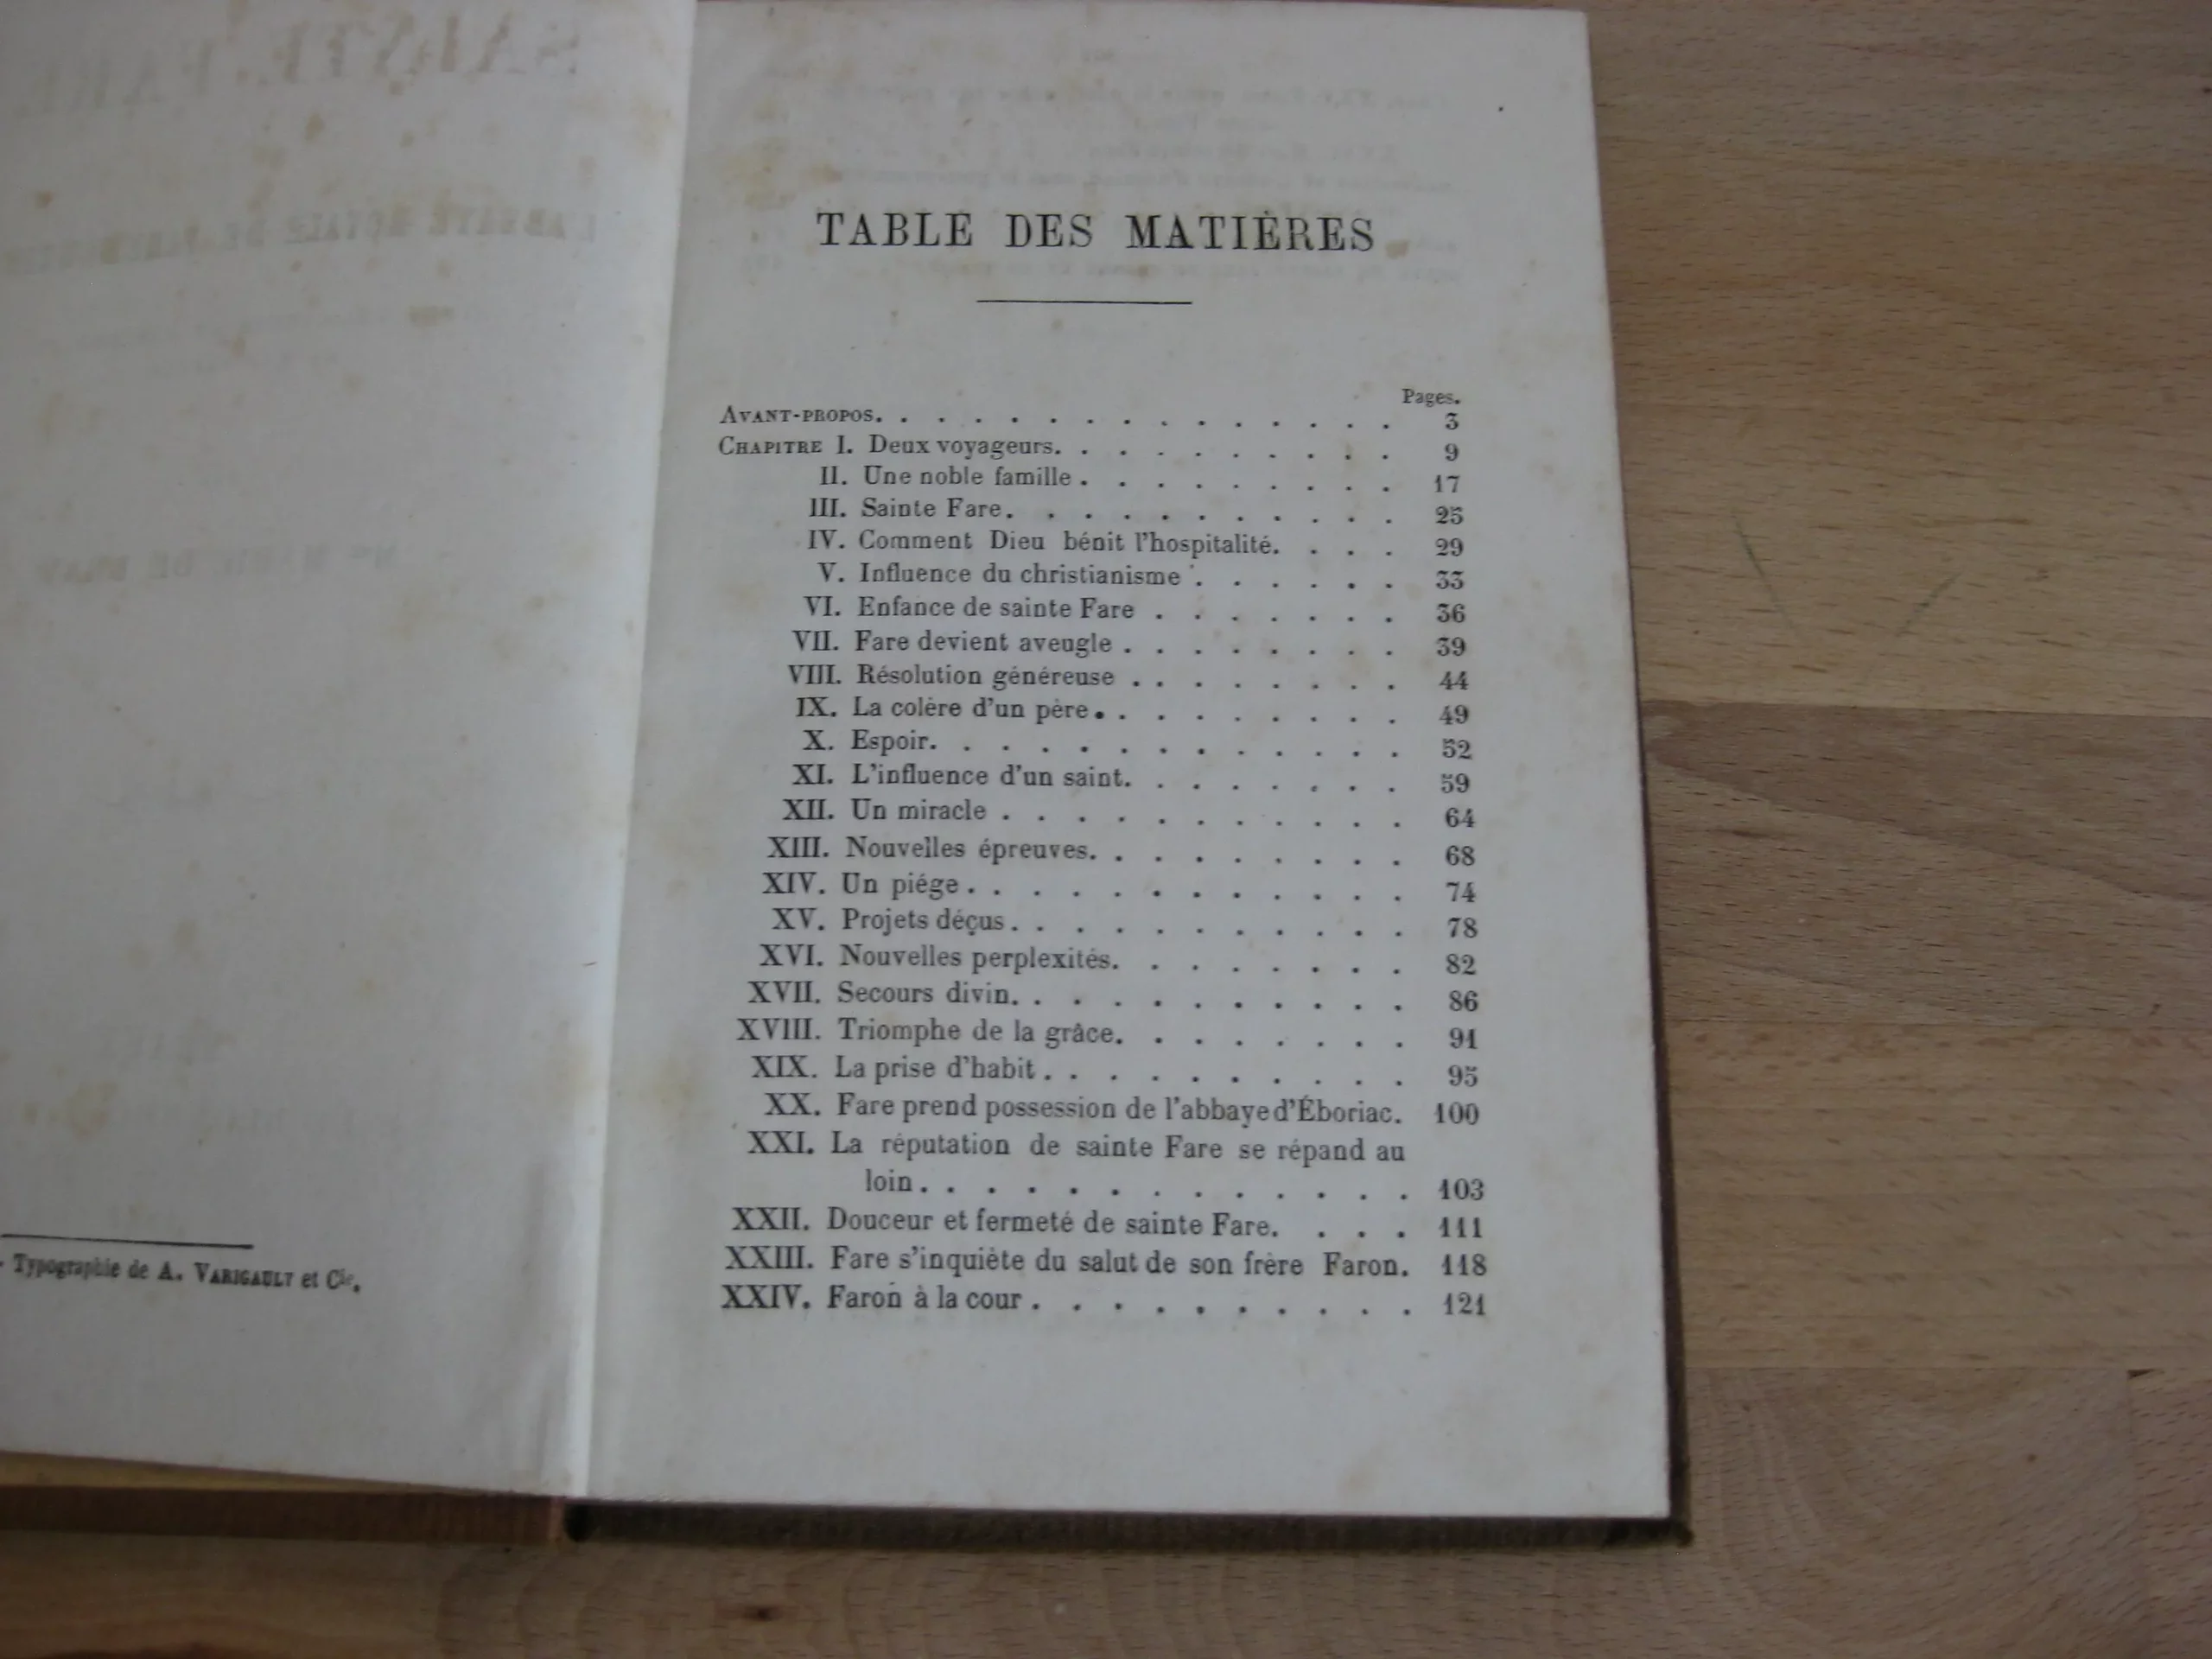 Typographie de A. VARIGAULT et Cie.
TABLE DES MATIÈRES
Pages.
AVANT-PROPOS. . . . . . . . . . . . . . . 3
CHAPITRE I. Deux voyageurs. . . . . . . . . . 9
II. Une noble famille . . . . . . . . . 17
III. Sainte Fare. . . . . . . . . . . 25
IV. Comment Dieu bénit l'hospitalité. . . . 29
V. Influence du christianisme . . . . . . 33
VI. Enfance de sainte Fare . . . . . . . 36
VII. Fare devient aveugle . . . . . . . . 39
VIII. Résolution généreuse . . . . . . . . 44
IX. La colère d'un père. . . . . . . . . 49
X. Espoir. . . . . . . . . . . . . 52
XI. L'influence d'un saint. . . . . . . . 59
XII. Un miracle . . . . . . . . . . . 64
XIII. Nouvelles épreuves. . . . . . . . . 68
XIV. Un piége . . . . . . . . . . . . 74
XV. Projets déçus. . . . . . . . . . . 78
XVI. Nouvelles perplexités. . . . . . . . 82
XVII. Secours divin. . . . . . . . . . . 86
XVIII. Triomphe de la grâce. . . . . . . . 91
XIX. La prise d'habit . . . . . . . . . . 95
XX. Fare prend possession de l'abbaye d'Éboriac. 100
XXI. La réputation de sainte Fare se répand au
loin . . . . . . . . . . . . . 103
XXII. Douceur et fermeté de sainte Fare. . . . 111
XXIII. Fare s'inquiète du salut de son frère Faron. 118
XXIV. Faron à la cour . . . . . . . . . . 121